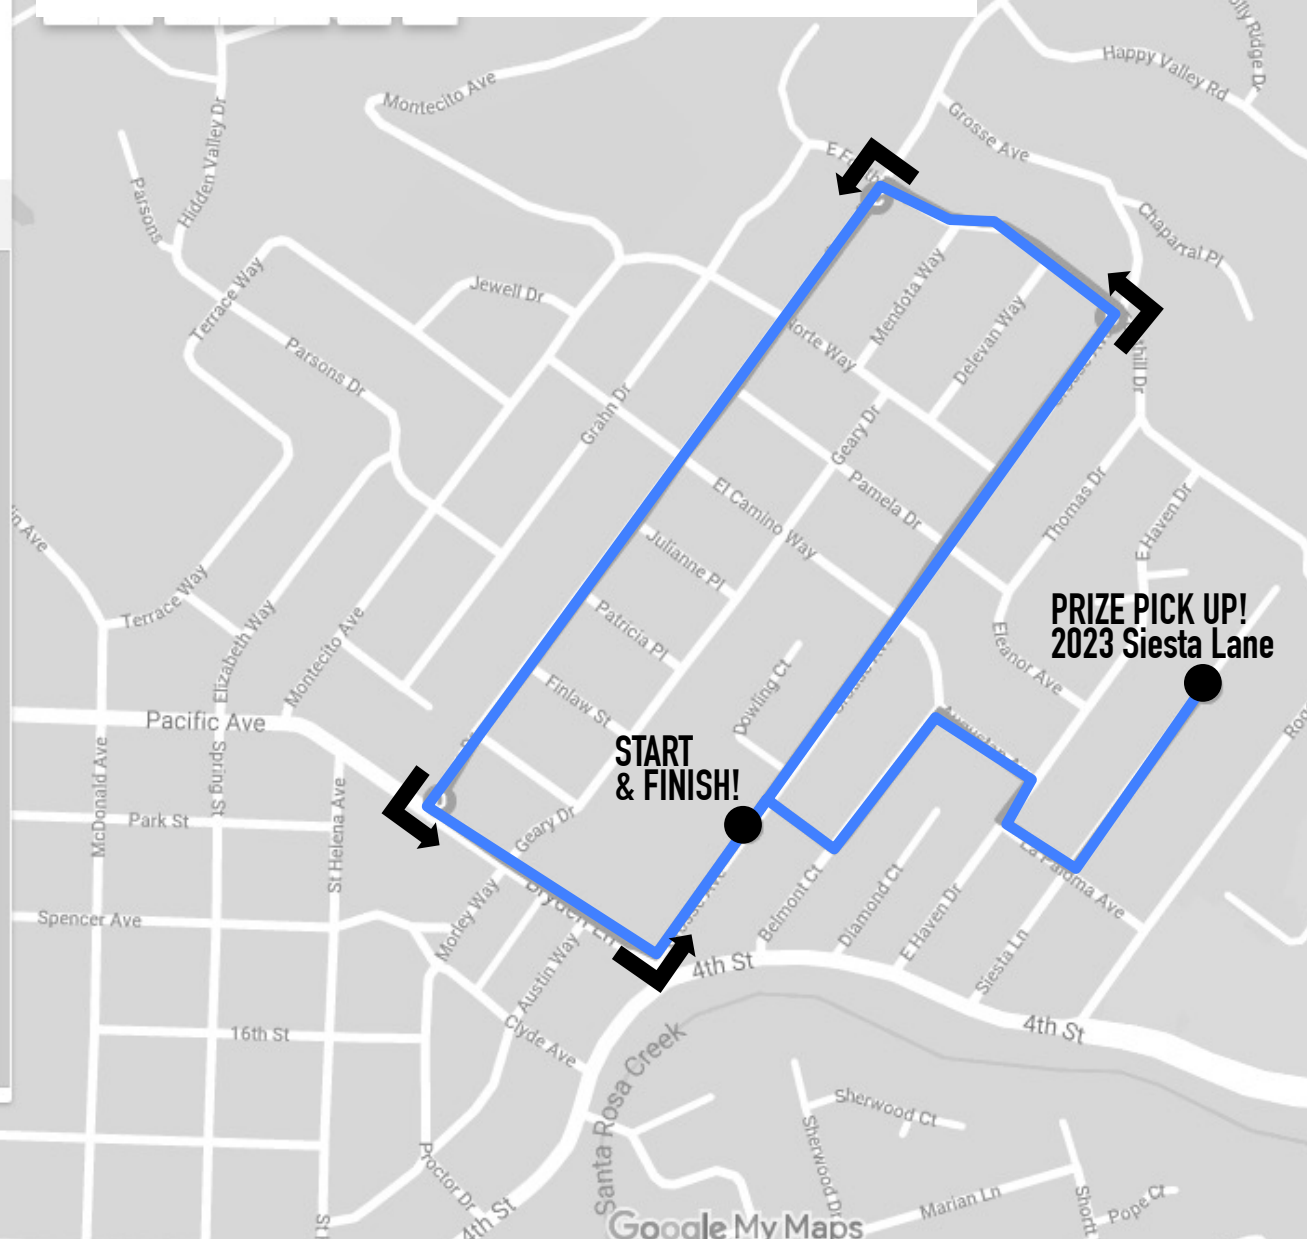 Montecito Ave
Happy Valley Rd
Hidden Valley Dr
Grosse Ave
Parsons
Chaparral Pl
Terrace Way
Jewell Dr
Mendota Way
Norte Way
Delevan Way
Parsons Dr
Grahn Dr
Geary Dr
Pamela Dr
Thomas Dr
E Haven Dr
El Camino Way
Julianne Pl
Terrace Way
Patricia Pl
Elizabeth Way
Montecito Ave
Eleanor Ave
PRIZE PICK UP!
2023 Siesta Lane
Dowling Ct
Finlaw St
Pacific Ave
START
& FINISH!
McDonald Ave
Spring St
St Helena Ave
Park St
Geary Dr
Bryden Ln
La Paloma Ave
Spencer Ave
Morley Way
Belmont Ct
Diamond Ct
E Haven Dr
Siesta Ln
Austin Way
4th St
16th St
Clyde Ave
4th St
Santa Rosa Creek
Sherwood Ct
Sherwood Dr
Proctor Dr
Marian Ln
Pope Ct
4th St
Google My Maps